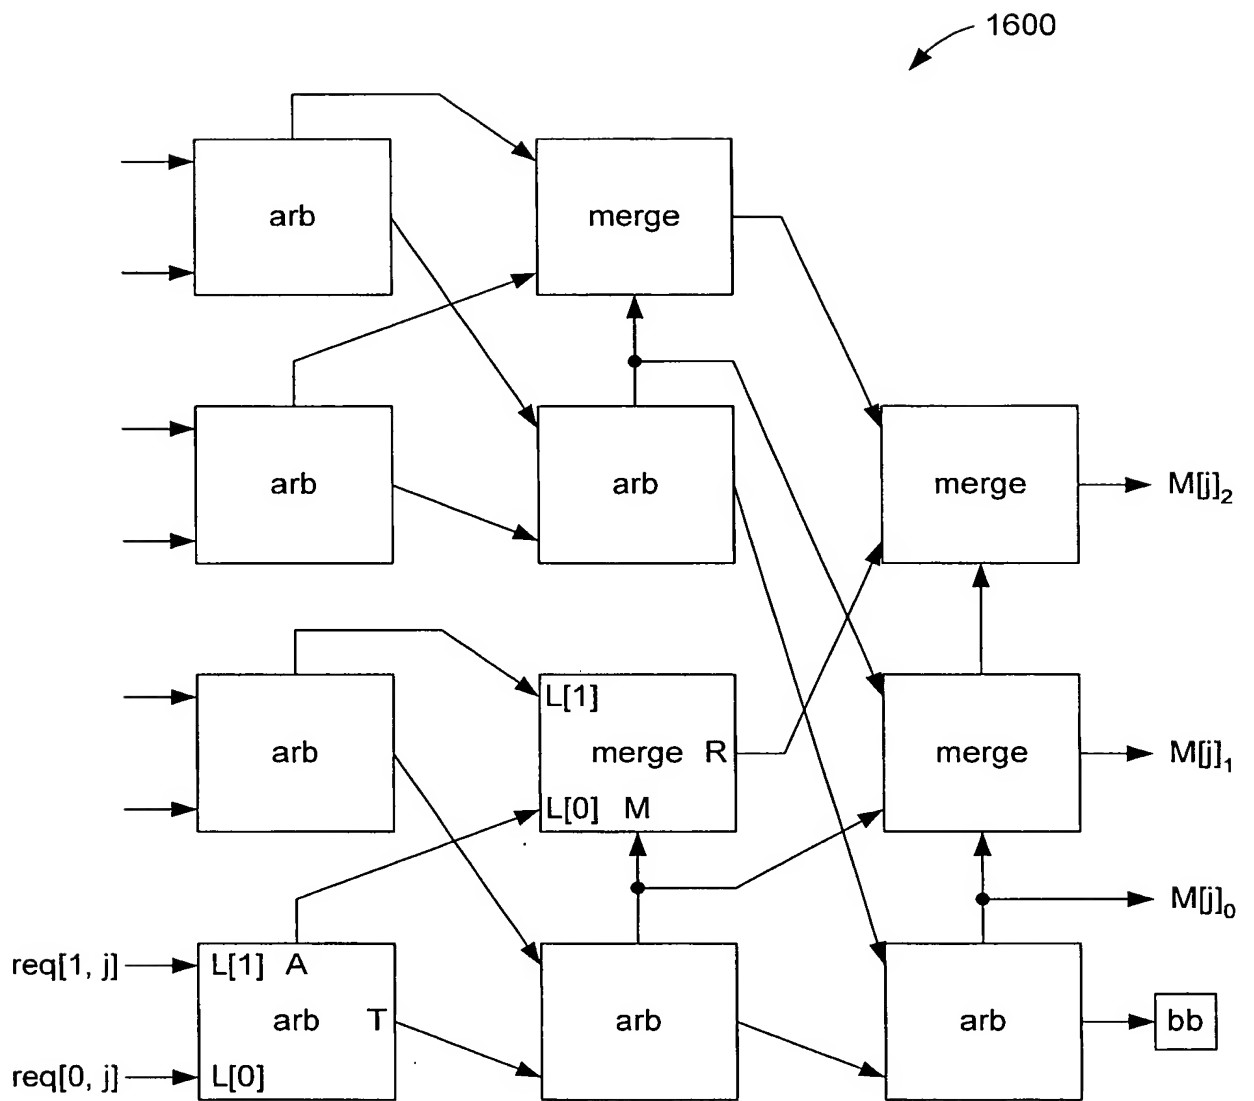 1600
arb
merge
arb
arb
merge
M[j]₂
arb
L[1]
merge R
L[0] M
merge
M[j]₁
M[j]₀
req[1, j]
L[1] A
arb T
arb
arb
bb
req[0, j]
L[0]